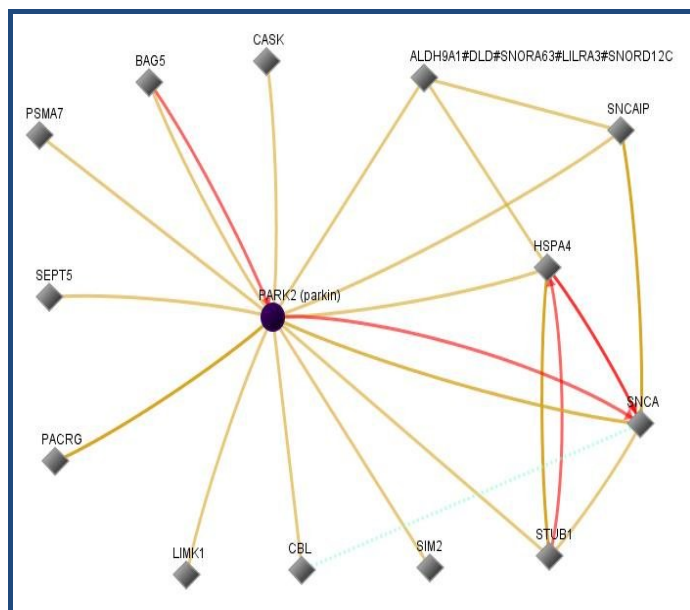 CASK
BAG5
ALDH9A1#DLD#SNORA63#LILRA3#SNORD12C
PSMA7
SNCAIP
HSPA4
SEPT5
PARK2 (parkin)
SNCA
PACRG
STUB1
LIMK1
CBL
SIM2